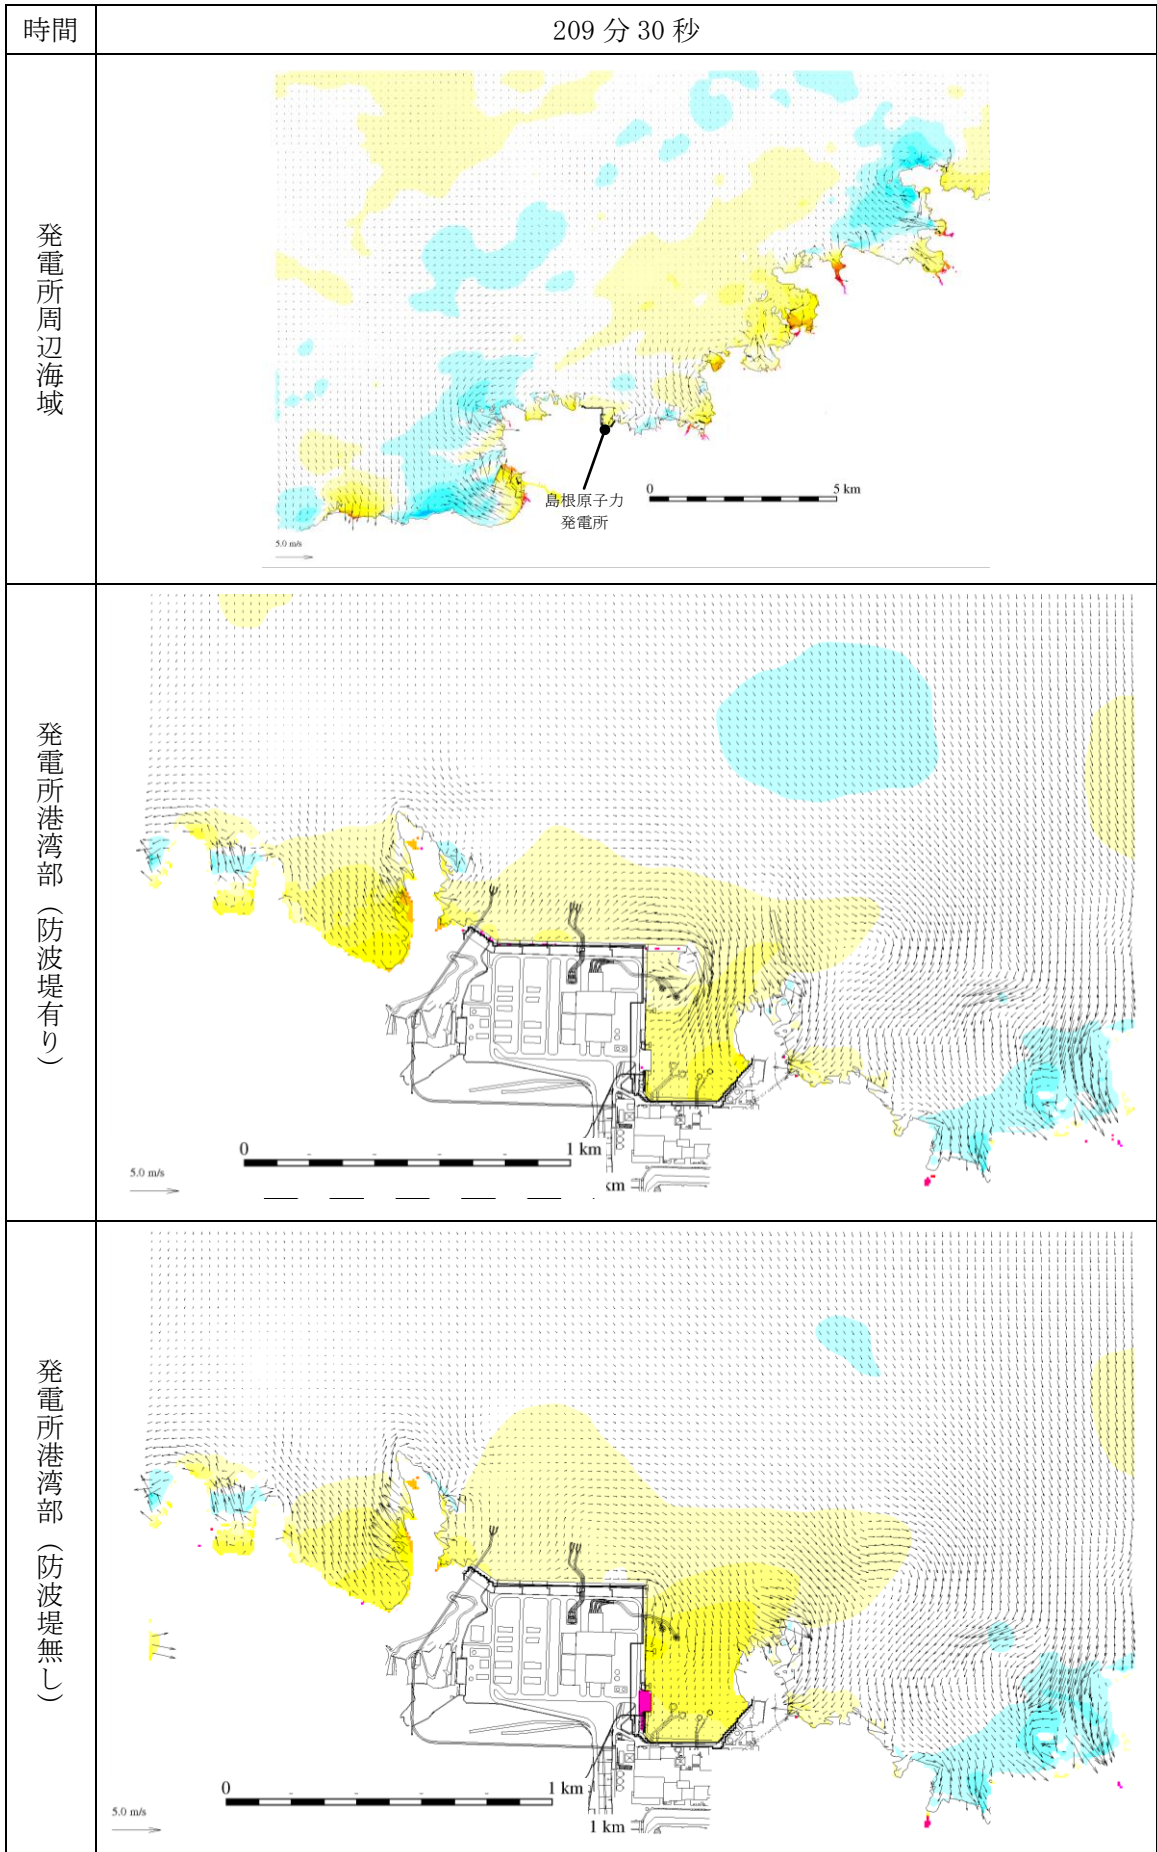 時間
209 分 30 秒
発電所周辺海域
島根原子力
発電所
0
5 km
5.0 m/s
発電所港湾部（防波堤有り）
0
1 km
5.0 m/s
km
発電所港湾部（防波堤無し）
0
1 km
5.0 m/s
1 km